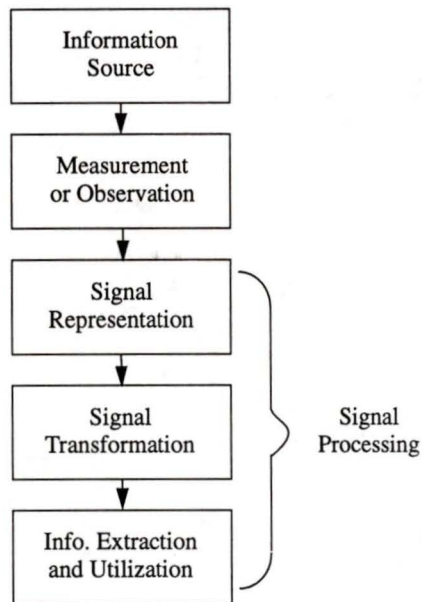 Information
Source
Measurement
or Observation
Signal
Representation
Signal
Transformation
Signal
Processing
Info. Extraction
and Utilization